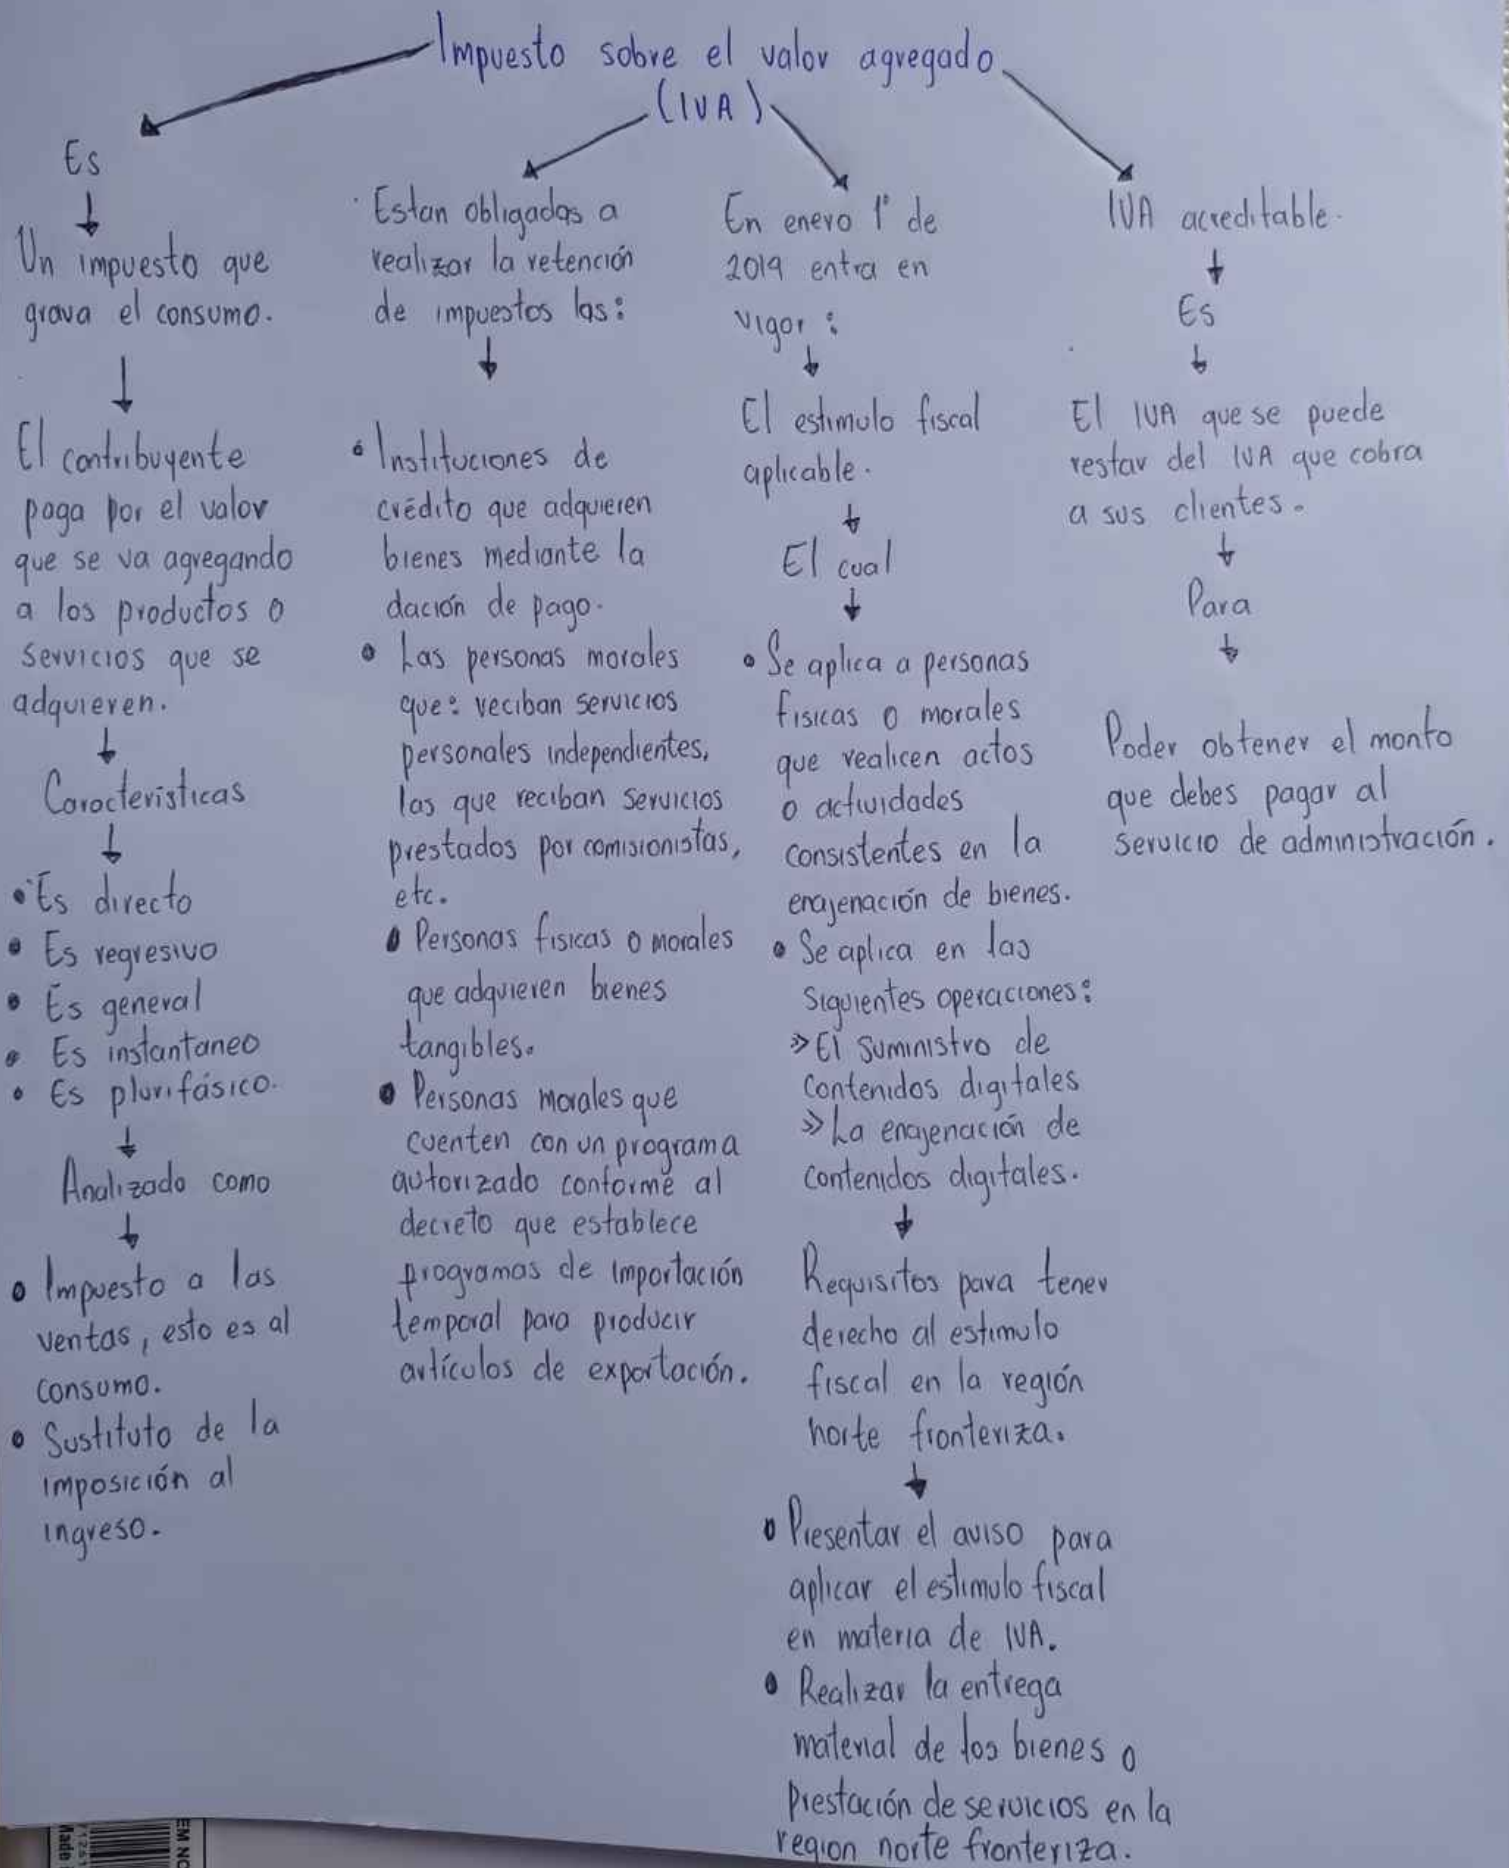 Impuesto sobre el valor agregado
(IVA)
Es
Un impuesto que
grava el consumo.
El contribuyente
paga por el valor
que se va agregando
a los productos o
servicios que se
adquieren.
Características
Es directo
Es regresivo
Es general
Es instantaneo
Es plurifásico.
Analizado como
Impuesto a las
ventas, esto es al
consumo.
Sustituto de la
imposición al
ingreso.
Estan obligadas a
realizar la retención
de impuestos las:
Instituciones de
crédito que adquieren
bienes mediante la
dación de pago.
Las personas morales
que: reciban servicios
personales independientes,
las que reciban servicios
prestados por comisionistas,
etc.
Personas fisicas o morales
que adquieren bienes
tangibles.
Personas morales que
cuenten con un programa
autorizado conforme al
decreto que establece
programas de importación
temporal para producir
artículos de exportación.
En enero 1° de
2019 entra en
vigor:
El estimulo fiscal
aplicable.
El cual
Se aplica a personas
fisicas o morales
que realicen actos
o actividades
consistentes en la
enajenación de bienes.
Se aplica en las
siguientes operaciones:
» El suministro de
contenidos digitales
» La enajenación de
contenidos digitales.
Requisitos para tener
derecho al estimulo
fiscal en la región
norte fronteriza.
Presentar el aviso para
aplicar el estimulo fiscal
en materia de IVA.
Realizar la entrega
material de los bienes o
prestación de servicios en la
region norte fronteriza.
IVA acreditable.
Es
El IVA que se puede
restar del IVA que cobra
a sus clientes.
Para
Poder obtener el monto
que debes pagar al
servicio de administración.